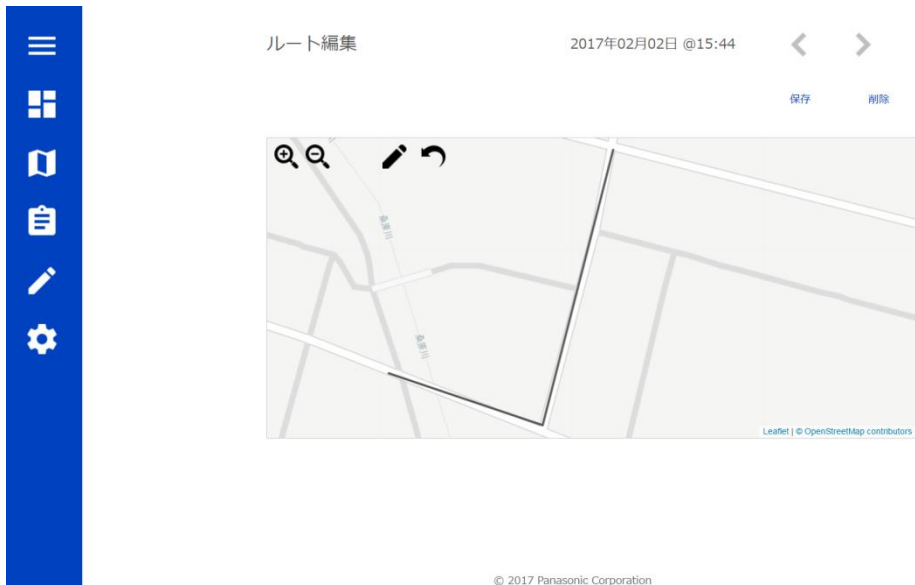 ルート編集
2017年02月02日 @15:44
保存
削除
Leaflet | © OpenStreetMap contributors
© 2017 Panasonic Corporation